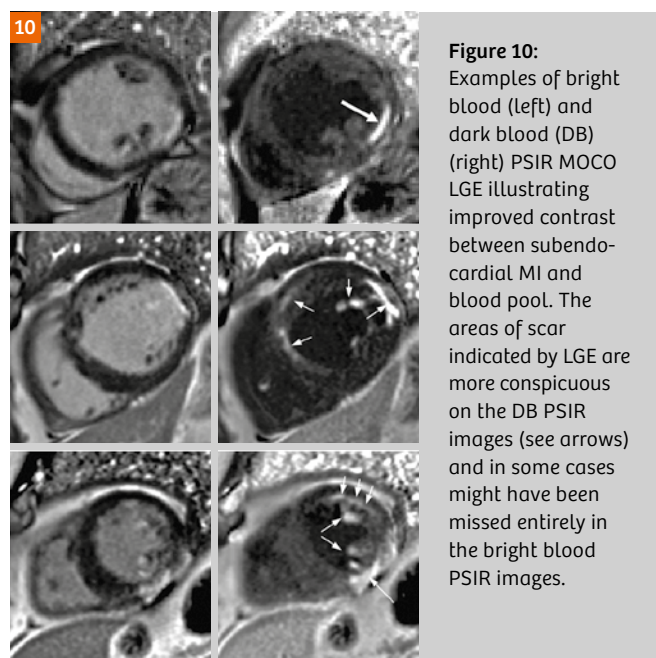 10
Figure 10:
Examples of bright
blood (left) and
dark blood (DB)
(right) PSIR MOCO
LGE illustrating
improved contrast
between subendo-
cardial MI and
blood pool. The
areas of scar
indicated by LGE are
more conspicuous
on the DB PSIR
images (see arrows)
and in some cases
might have been
missed entirely in
the bright blood
PSIR images.